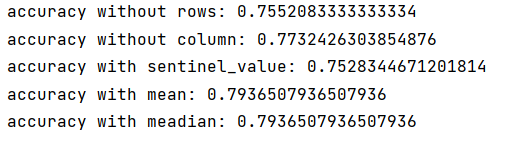 accuracy without rows: 0.7552083333333334
accuracy without column: 0.7732426303854876
accuracy with sentinel_value: 0.7528344671201814
accuracy with mean: 0.7936507936507936
accuracy with meadian: 0.7936507936507936